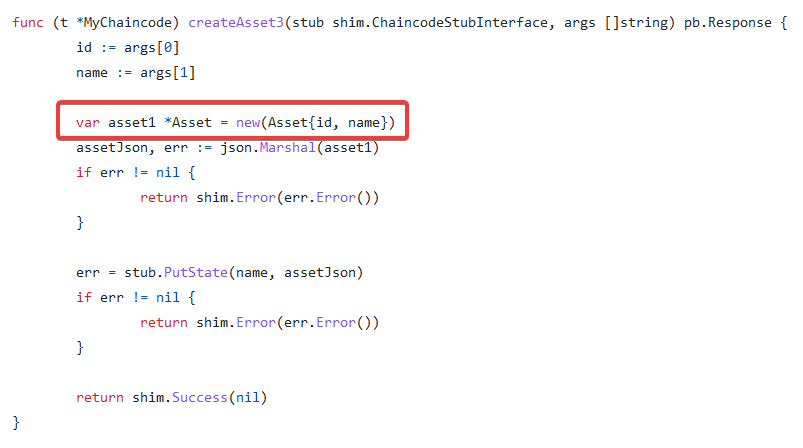 func (t *MyChaincode) createAsset3(stub shim.ChaincodeStubInterface, args []string) pb.Response {
        id := args[0]
        name := args[1]

        var asset1 *Asset = new(Asset{id, name})
        assetJson, err := json.Marshal(asset1)
        if err != nil {
                return shim.Error(err.Error())
        }

        err = stub.PutState(name, assetJson)
        if err != nil {
                return shim.Error(err.Error())
        }

        return shim.Success(nil)
}